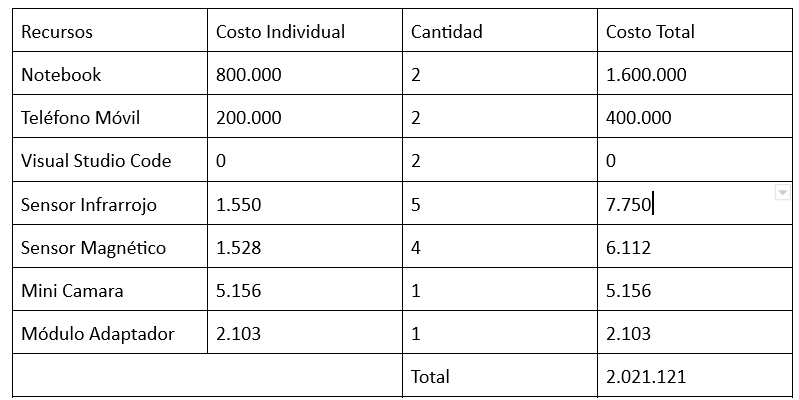 Recursos Costo Individual Cantidad Costo Total
Notebook 800.000 2 1.600.000
Teléfono Móvil 200.000 2 400.000
Visual Studio Code 0 2 0
Sensor Infrarrojo 1.550 5 7.750
Sensor Magnético 1.528 4 6.112
Mini Camara 5.156 1 5.156
Módulo Adaptador 2.103 1 2.103
Total 2.021.121